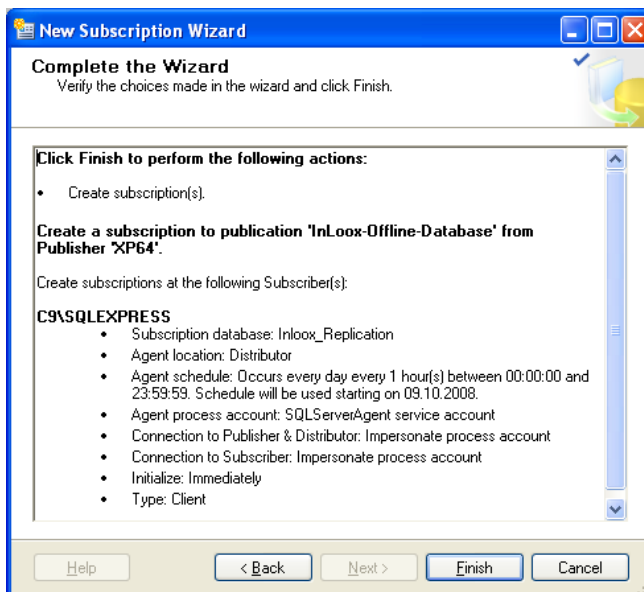 New Subscription Wizard
Complete the Wizard
Verify the choices made in the wizard and click Finish.
Click Finish to perform the following actions:
• Create subscription(s).
Create a subscription to publication 'InLoox-Offline-Database' from
Publisher 'XP64'.
Create subscriptions at the following Subscriber(s):
C9\SQLEXPRESS
• Subscription database: Inloox_Replication
• Agent location: Distributor
• Agent schedule: Occurs every day every 1 hour(s) between 00:00:00 and
23:59:59. Schedule will be used starting on 09.10.2008.
• Agent process account: SQLServerAgent service account
• Connection to Publisher & Distributor: Impersonate process account
• Connection to Subscriber: Impersonate process account
• Initialize: Immediately
• Type: Client
Help
< Back
Next >
Finish
Cancel